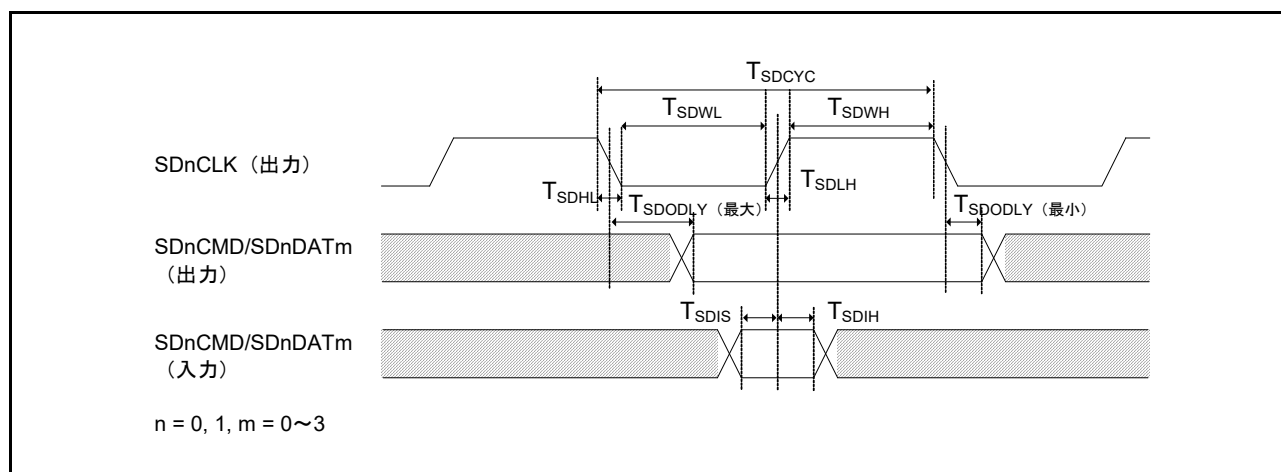 TSDCYC
TSDWL
TSDWH
SDnCLK（出力）
TSDHL
TSDLH
TSDODLY（最大）
TSDODLY（最小）
SDnCMD/SDnDATm
（出力）
TSDIS
TSDIH
SDnCMD/SDnDATm
（入力）
n = 0, 1, m = 0～3